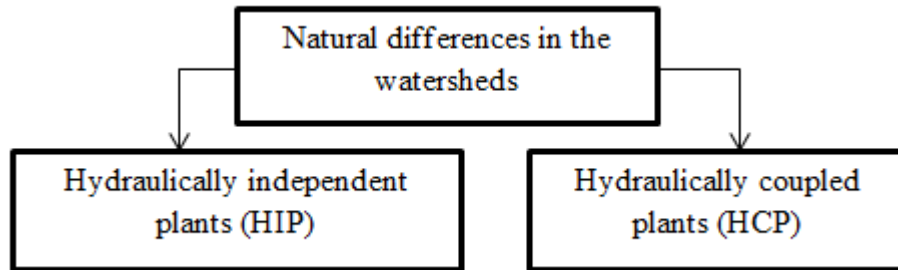 Natural differences in the
watersheds
Hydraulically independent
plants (HIP)
Hydraulically coupled
plants (HCP)